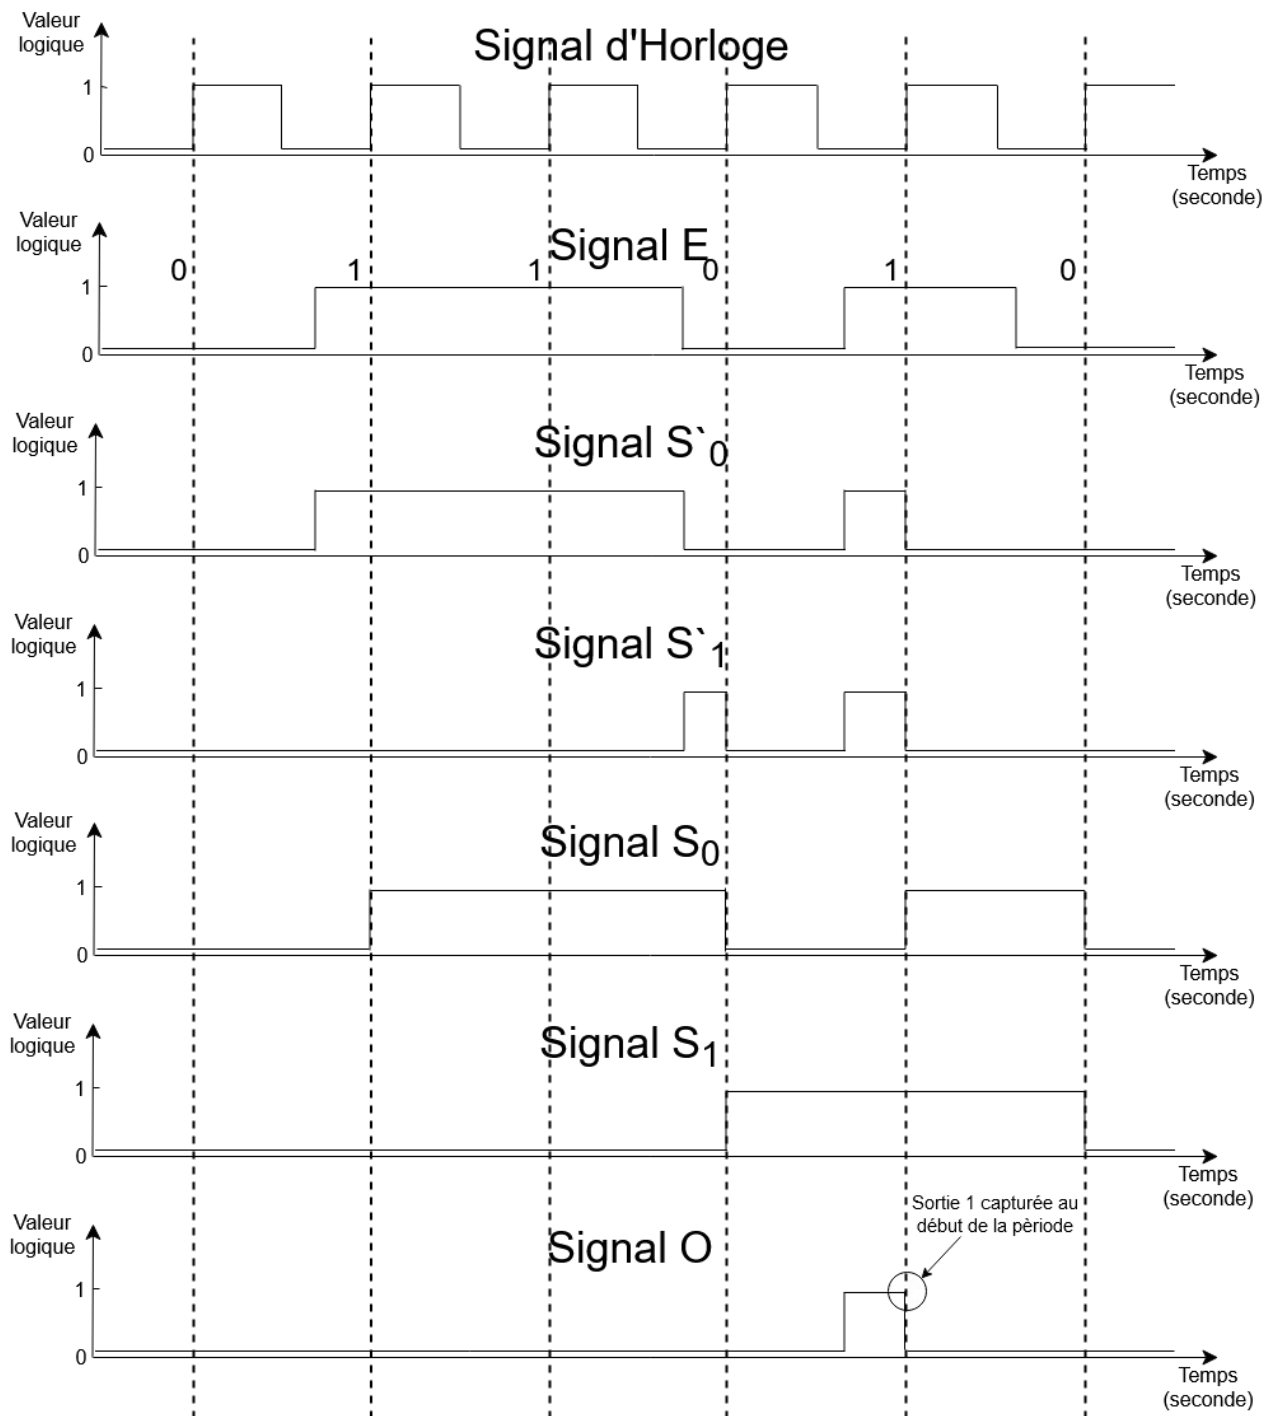 Valeur
logique
Signal d'Horloge
1
0
Temps
(seconde)
Valeur
logique
Signal E
0 1 1 0 1 0
1
0
Temps
(seconde)
Valeur
logique
Signal S`0
1
0
Temps
(seconde)
Valeur
logique
Signal S`1
1
0
Temps
(seconde)
Valeur
logique
Signal S0
1
0
Temps
(seconde)
Valeur
logique
Signal S1
1
0
Temps
(seconde)
Sortie 1 capturée au
début de la pèriode
Valeur
logique
Signal O
1
0
Temps
(seconde)